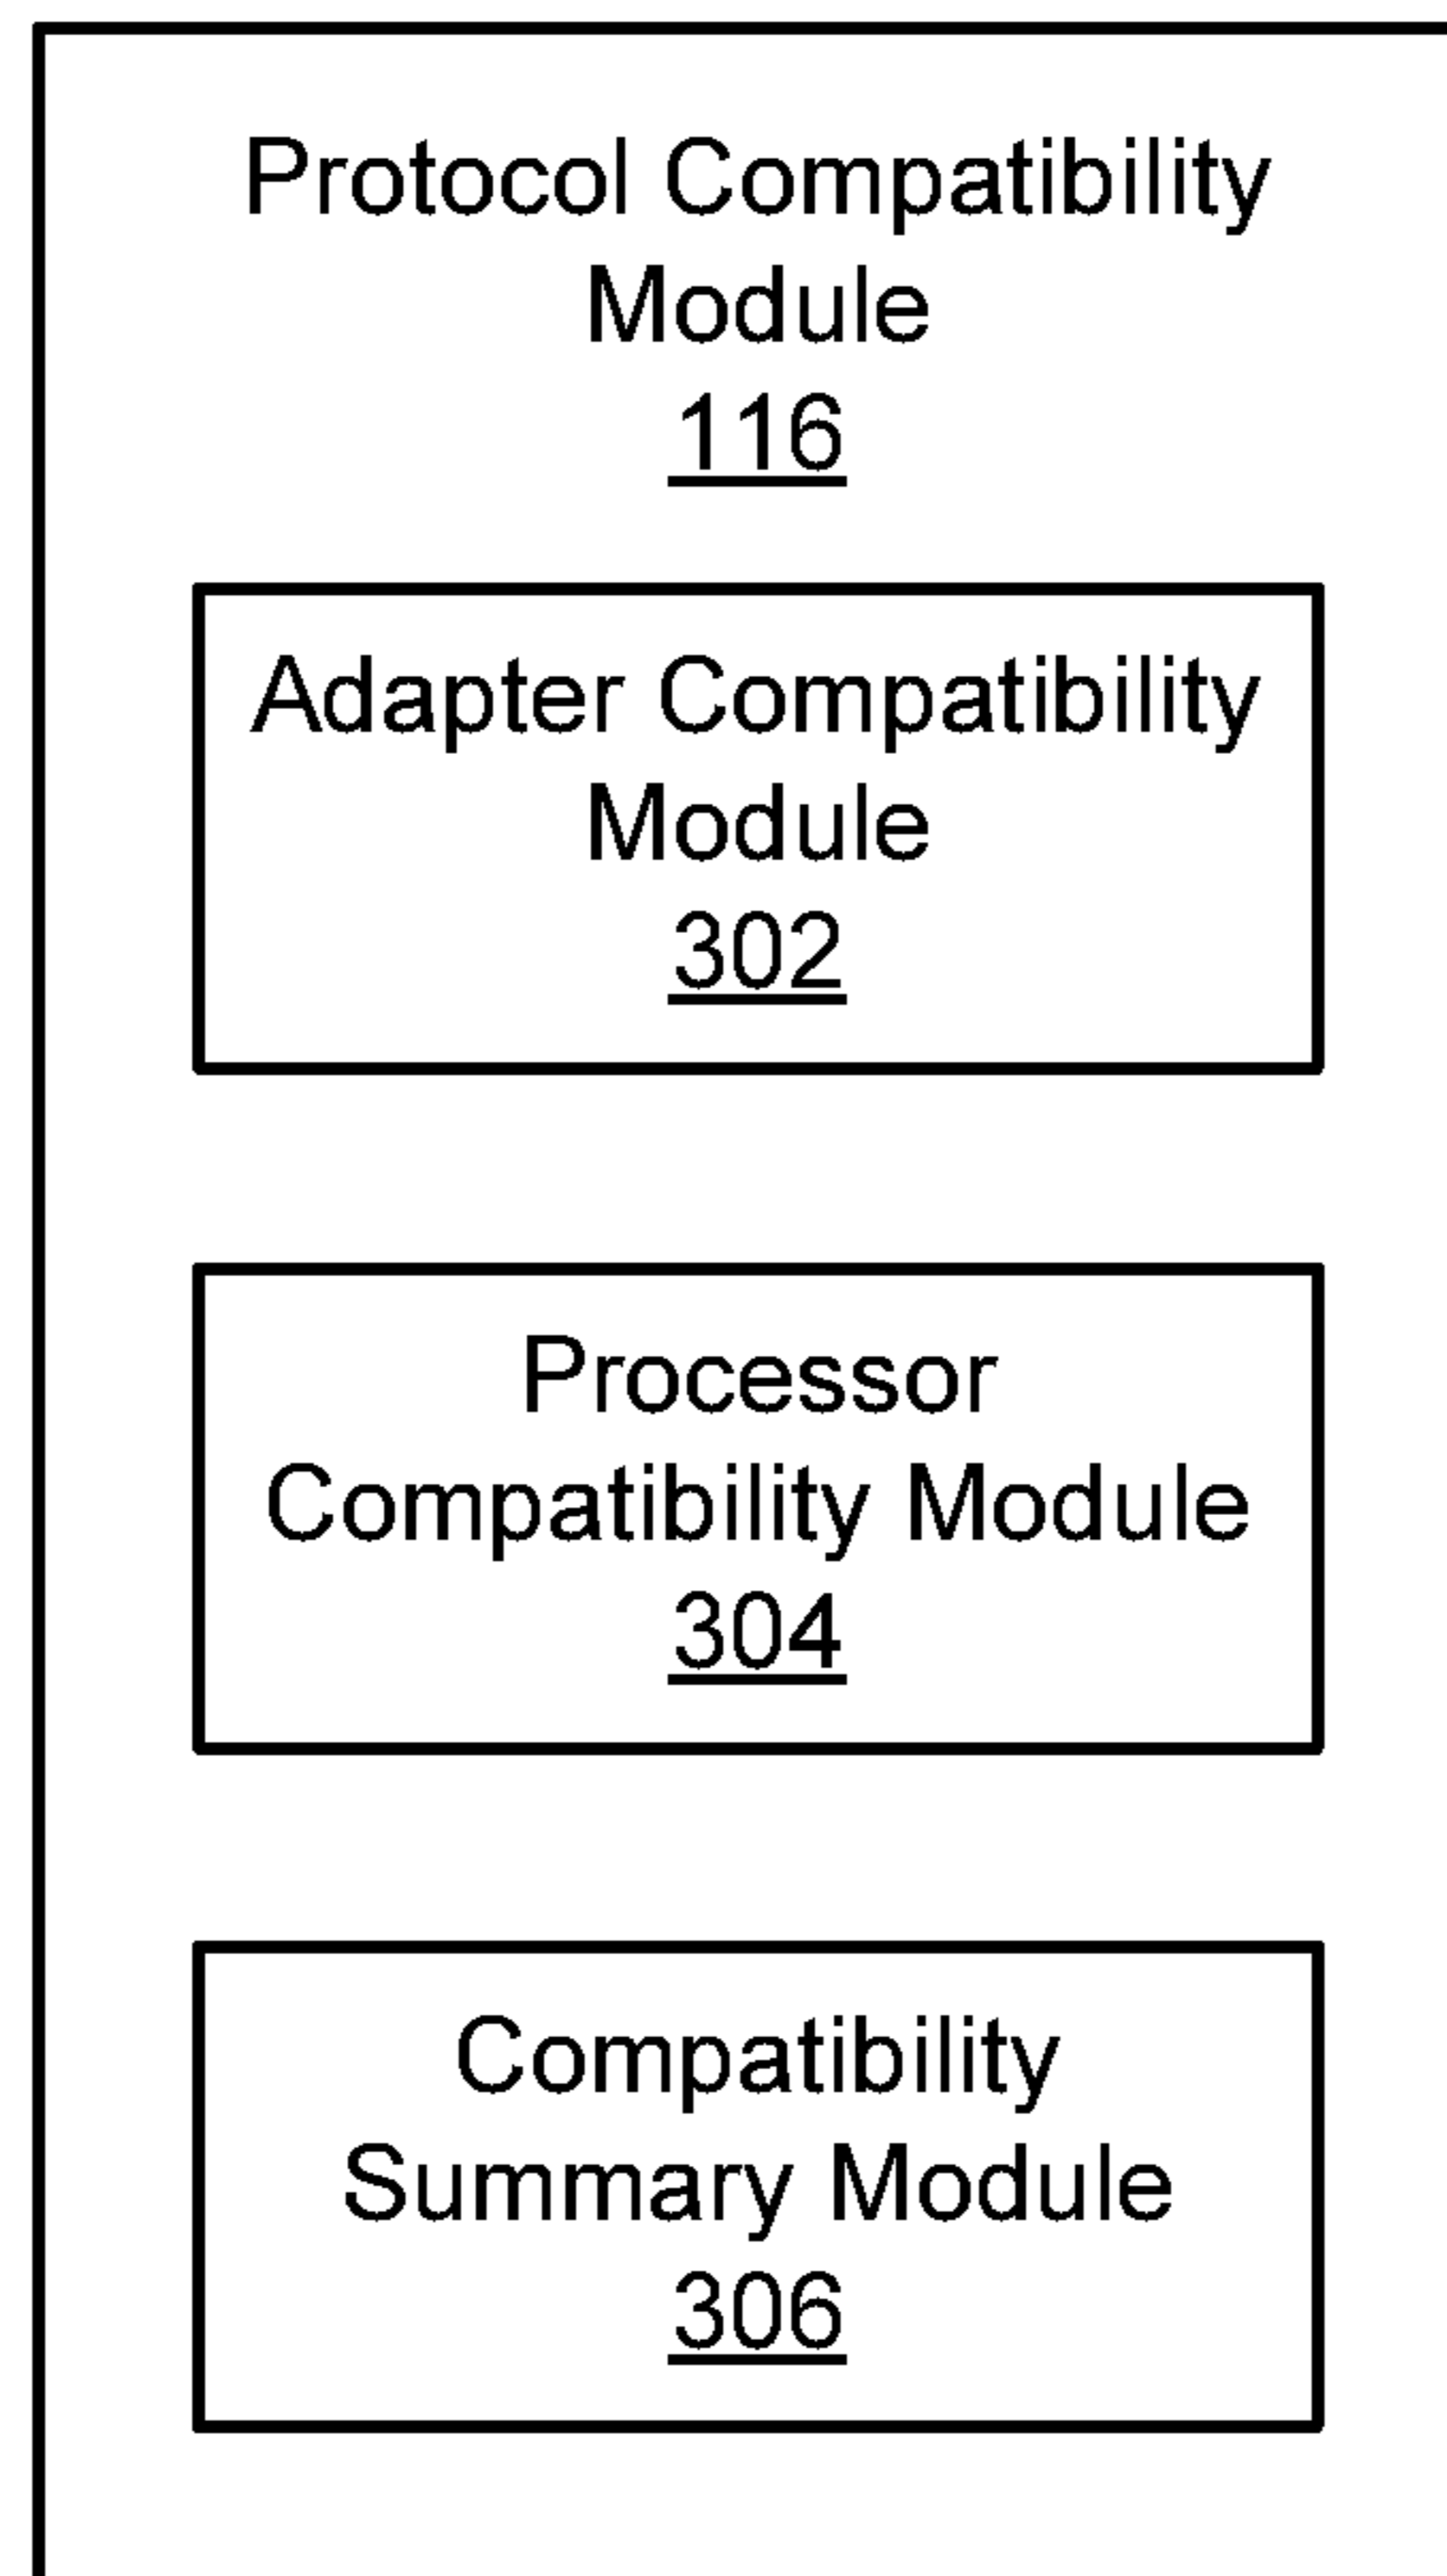 Protocol Compatibility
Module
116
Adapter Compatibility
Module
302
Processor
Compatibility Module
304
Compatibility
Summary Module
306